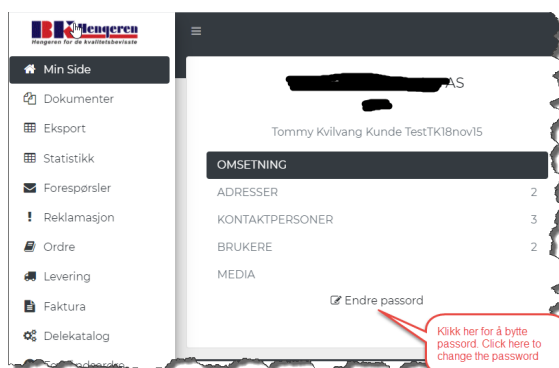 BK Hengeren
Hengeren for de kvalitetsbevisste
Min Side
Dokumenter
Eksport
Statistikk
Forespørsler
Reklamasjon
Ordre
Levering
Faktura
Delekatalog
AS
Tommy Kvilvang Kunde TestTK18nov15
OMSETNING
ADRESSER 2
KONTAKTPERSONER 3
BRUKERE 2
MEDIA
Endre passord
Klikk her for å bytte
passord. Click here to
change the password